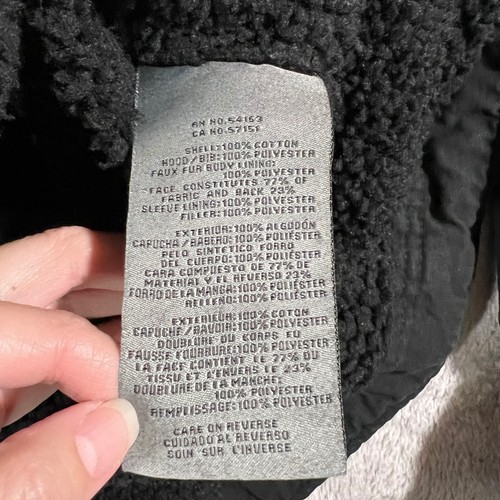 RN NO.54163
CA NO.57151
SHELL:100% COTTON
HOOD/BIB:100% POLYESTER
FAUX FUR BODY LINING:
100% POLYESTER
FACE CONSTITUTES 77% OF
FABRIC AND BACK 23%
SLEEVE LINING:100% POLYESTER
FILLER:100% POLYESTER
EXTERIOR:100% ALGODÓN
CAPUCHA/BABERO:100% POLIÉSTER
PELO SINTÉTICO FORRO
DEL CUERPO:100% POLIÉSTER
CARA COMPUESTO DE 77% DE
MATERIAL Y EL REVERSO 23%
FORRO DE LA MANGA:100% POLIÉSTER
RELLENO:100% POLIÉSTER
EXTÉRIEUR:100% COTON
CAPUCHE/BAVOIR:100% POLYESTER
DOUBLURE DU CORPS EU
FAUSSE FOURRURE:100% POLYESTER
LA FACE CONTIENT LE 77% DU
TISSU ET L'ENVERS LE 23%
DOUBLURE DE LA MANCHE:
100% POLYESTER
REMPLISSAGE:100% POLYESTER
CARE ON REVERSE
CUIDADO AL REVERSO
SOIN SUR L'INVERSE